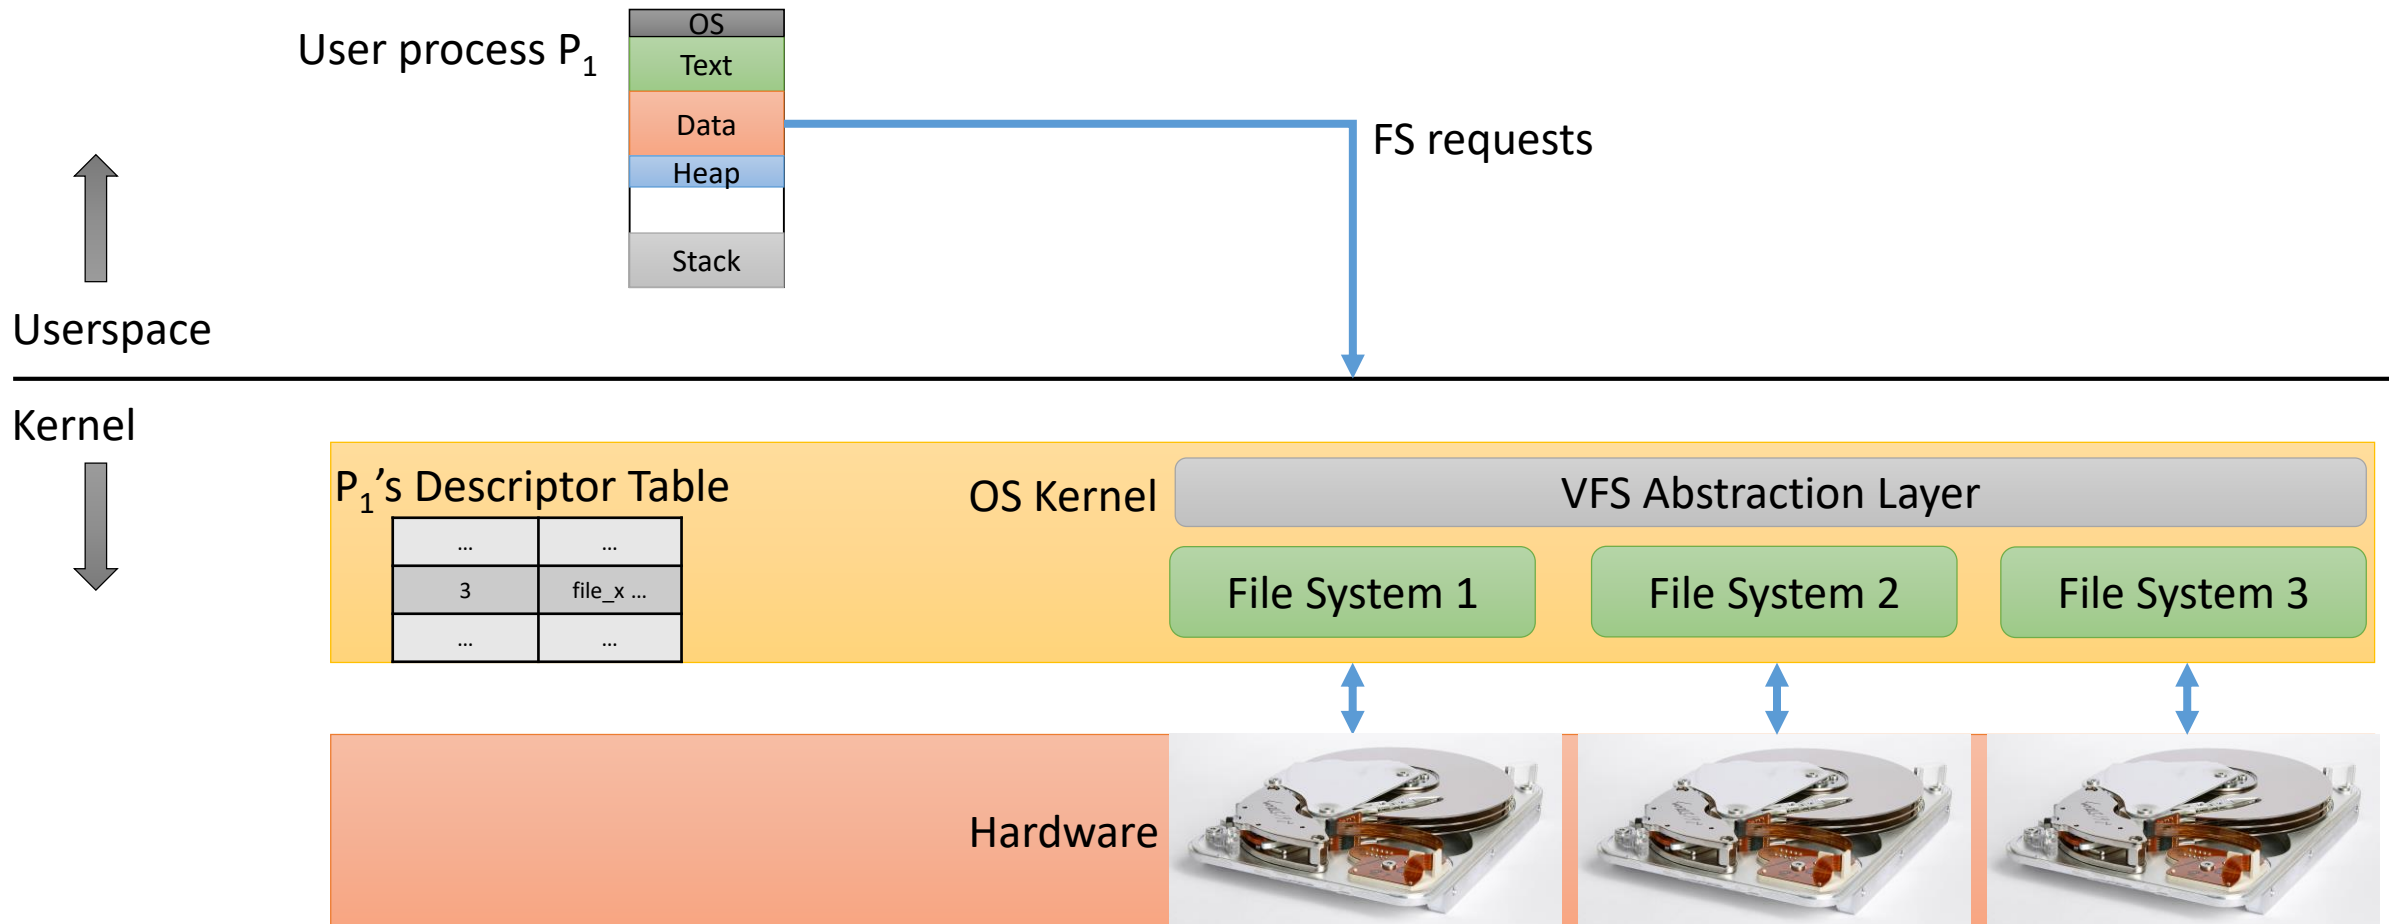 OS
User process P₁
Text
Data
FS requests
Heap
Stack
Userspace
Kernel
P₁’s Descriptor Table
OS Kernel
VFS Abstraction Layer
... ...
3 file_x ...
... ...
File System 1
File System 2
File System 3
Hardware